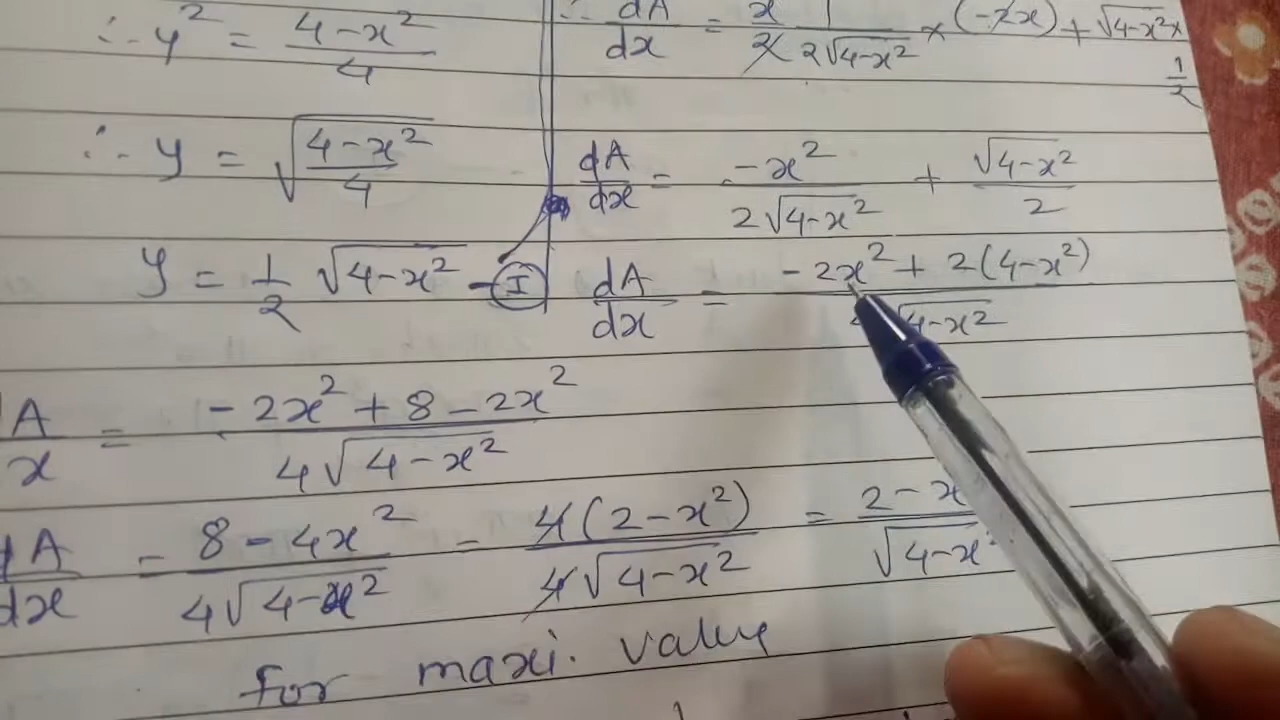 ∴ y² = 4-x² / 4
∴ y = √(4-x² / 4)
y = 1/2 √4-x² - I
∴ dA/dx = x/2 1/2√4-x² × (-2x) + √4-x² × 1/2
dA/dx = -x²/2√4-x² + √4-x²/2
dA/dx = -2x² + 2(4-x²) / 4√4-x²
dA/x = -2x² + 8 - 2x² / 4√4-x²
dA/dx = 8-4x² / 4√4-x² = 4(2-x²) / 4√4-x² = 2-x / √4-x²
for maxi. value